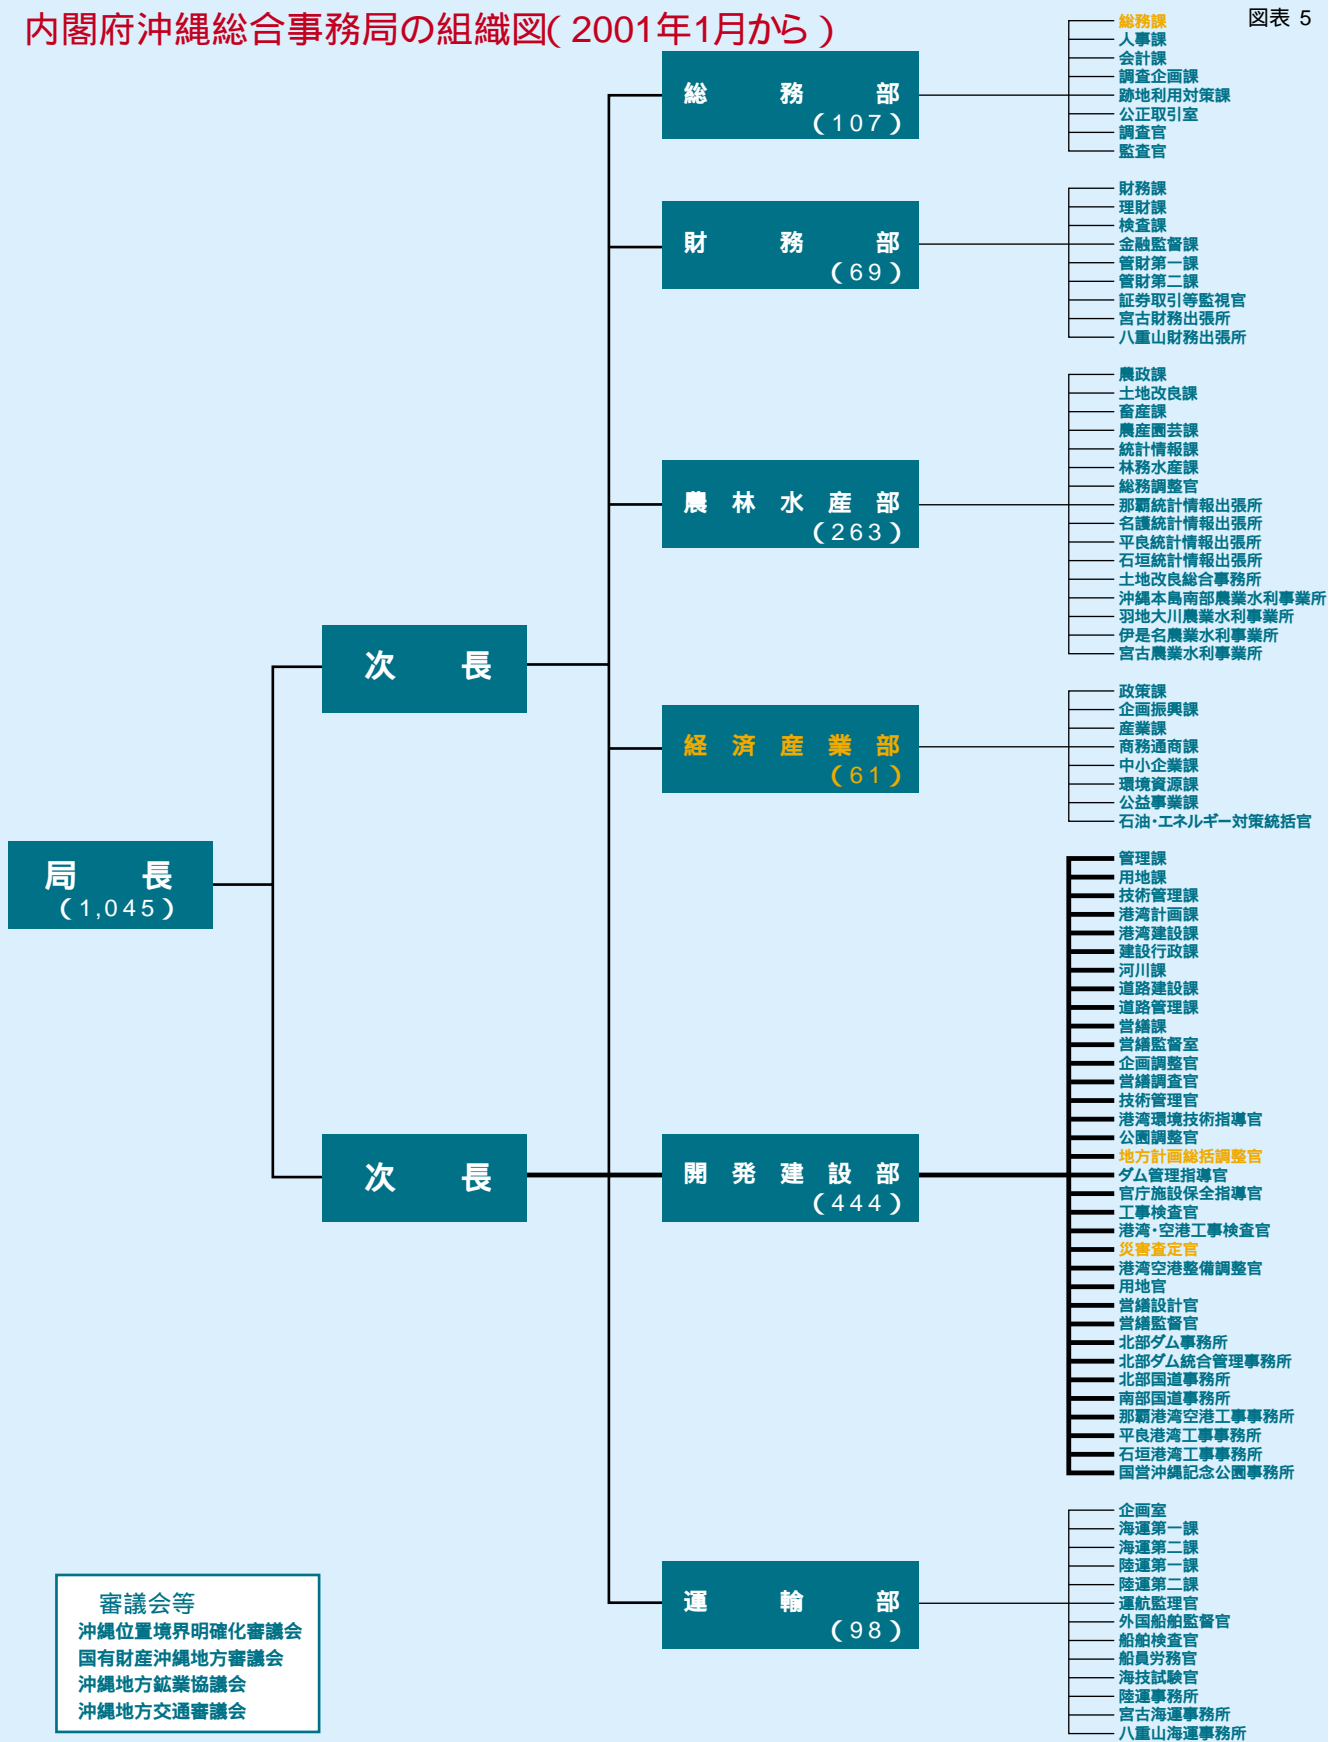 内閣府沖縄総合事務局の組織図(2001年1月から)
図表 5
局長
(1,045)
次長
次長
総務部
(107)
総務課
人事課
会計課
調査企画課
跡地利用対策課
公正取引室
調査官
監査官
財務部
(69)
財務課
理財課
検査課
金融監督課
管財第一課
管財第二課
証券取引等監視官
宮古財務出張所
八重山財務出張所
農林水産部
(263)
農政課
土地改良課
畜産課
農産園芸課
統計情報課
林務水産課
総務調整官
那覇統計情報出張所
名護統計情報出張所
平良統計情報出張所
石垣統計情報出張所
土地改良総合事務所
沖縄本島南部農業水利事業所
羽地大川農業水利事業所
伊是名農業水利事業所
宮古農業水利事業所
経済産業部
(61)
政策課
企画振興課
産業課
商務通商課
中小企業課
環境資源課
公益事業課
石油・エネルギー対策統括官
開発建設部
(444)
管理課
用地課
技術管理課
港湾計画課
港湾建設課
建設行政課
河川課
道路建設課
道路管理課
営繕課
営繕監督室
企画調整官
営繕調査官
技術管理官
港湾環境技術指導官
公園調整官
地方計画総括調整官
ダム管理指導官
官庁施設保全指導官
工事検査官
港湾・空港工事検査官
災害査定官
港湾空港整備調整官
用地官
営繕設計官
営繕監督官
北部ダム事務所
北部ダム統合管理事務所
北部国道事務所
南部国道事務所
那覇港湾空港工事事務所
平良港湾工事事務所
石垣港湾工事事務所
国営沖縄記念公園事務所
運輸部
(98)
企画室
海運第一課
海運第二課
陸運第一課
陸運第二課
運航監理官
外国船舶監督官
船舶検査官
船員労務官
海技試験官
陸運事務所
宮古海運事務所
八重山海運事務所
審議会等
沖縄位置境界明確化審議会
国有財産沖縄地方審議会
沖縄地方鉱業協議会
沖縄地方交通審議会